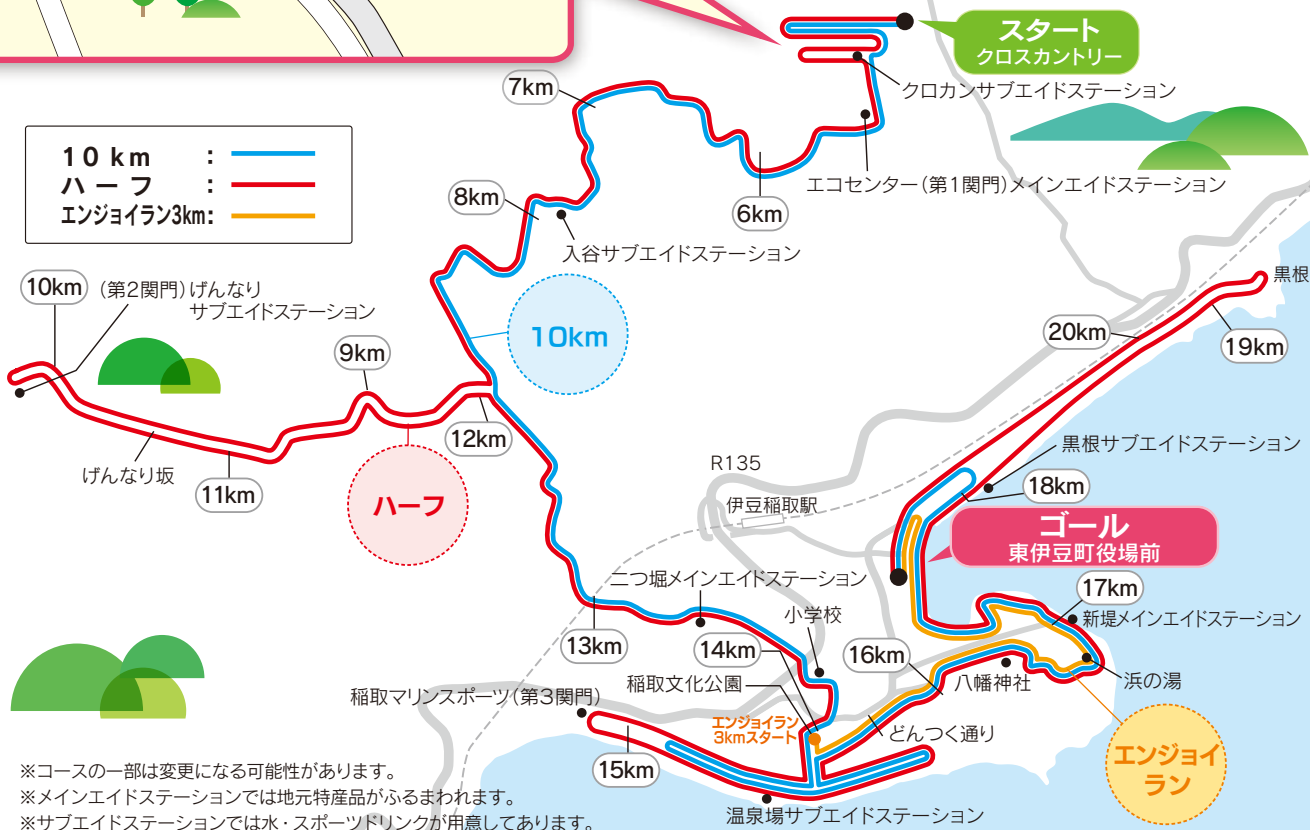 スタート
クロスカントリー
クロカンサブエイドステーション
7km
10km :
ハーフ :
エンジョイラン3km:
エコセンター(第1関門)メインエイドステーション
8km
6km
入谷サブエイドステーション
10km
(第2関門)げんなり
サブエイドステーション
黒根
10km
20km
19km
9km
12km
げんなり坂
11km
ハーフ
R135
黒根サブエイドステーション
18km
伊豆稲取駅
ゴール
東伊豆町役場前
二つ堀メインエイドステーション
17km
小学校
新堤メインエイドステーション
13km
14km
16km
稲取文化公園
八幡神社
浜の湯
稲取マリンスポーツ(第3関門)
エンジョイラン
3kmスタート
どんつく通り
15km
エンジョイ
ラン
温泉場サブエイドステーション
※コースの一部は変更になる可能性があります。
※メインエイドステーションでは地元特産品がふるまわれます。
※サブエイドステーションでは水・スポーツドリンクが用意してあります。